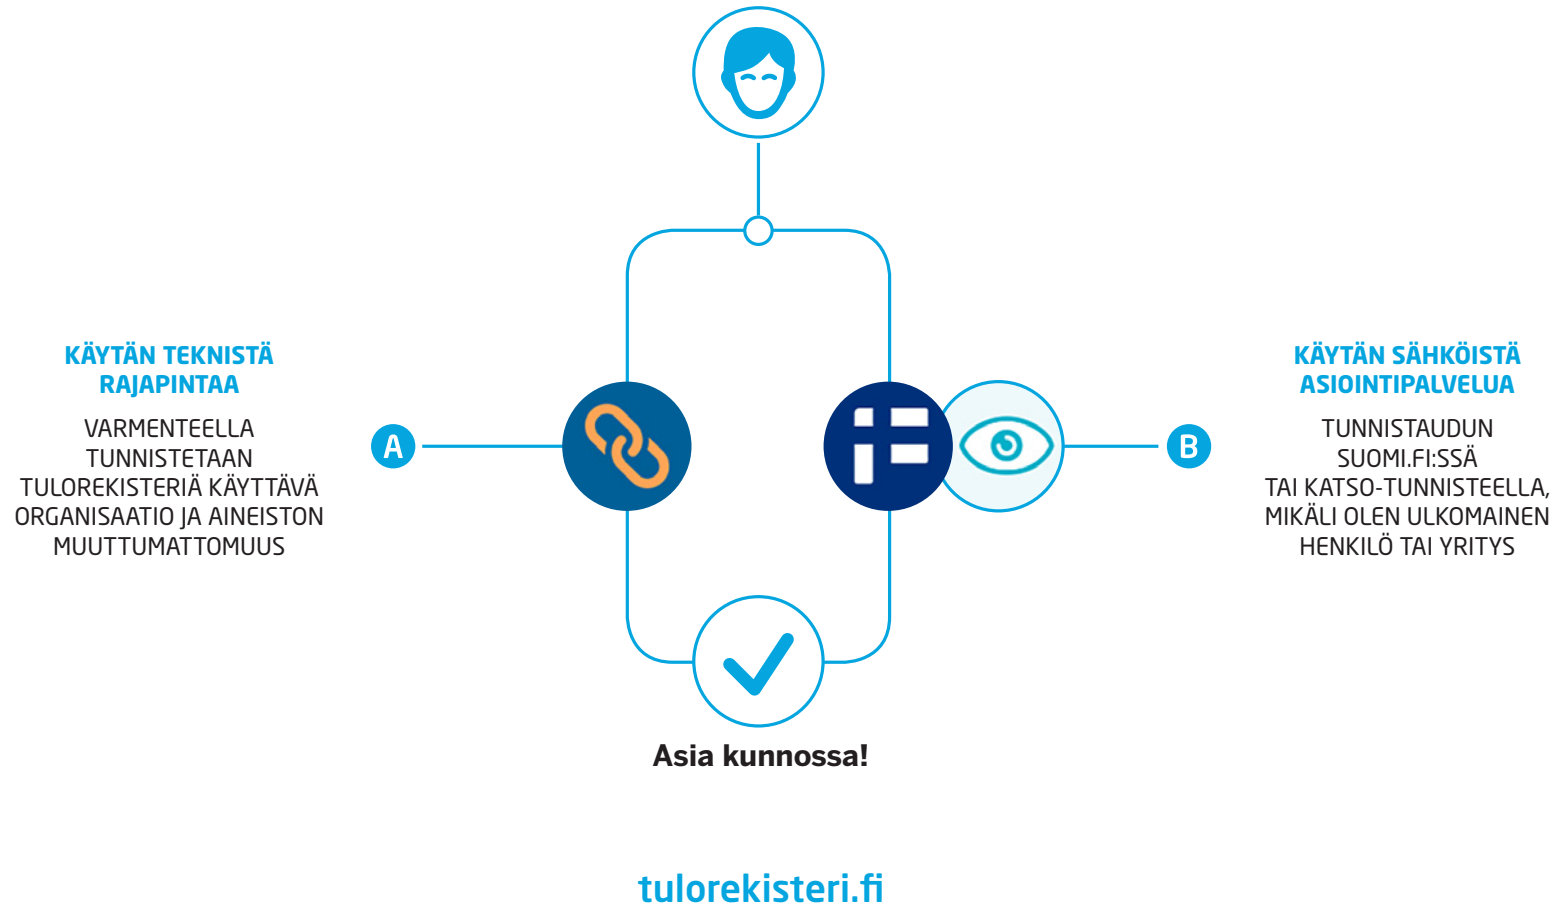 KÄYTÄN TEKNISTÄ
RAJAPINTAA
VARMENTEELLA
TUNNISTETAAN
TULOREKISTERIÄ KÄYTTÄVÄ
ORGANISAATIO JA AINEISTON
MUUTTUMATTOMUUS
A
B
KÄYTÄN SÄHKÖISTÄ
ASIOINTIPALVELUA
TUNNISTAUDUN
SUOMI.FI:SSÄ
TAI KATSO-TUNNISTEELLA,
MIKÄLI OLEN ULKOMAINEN
HENKILÖ TAI YRITYS
Asia kunnossa!
tulorekisteri.fi